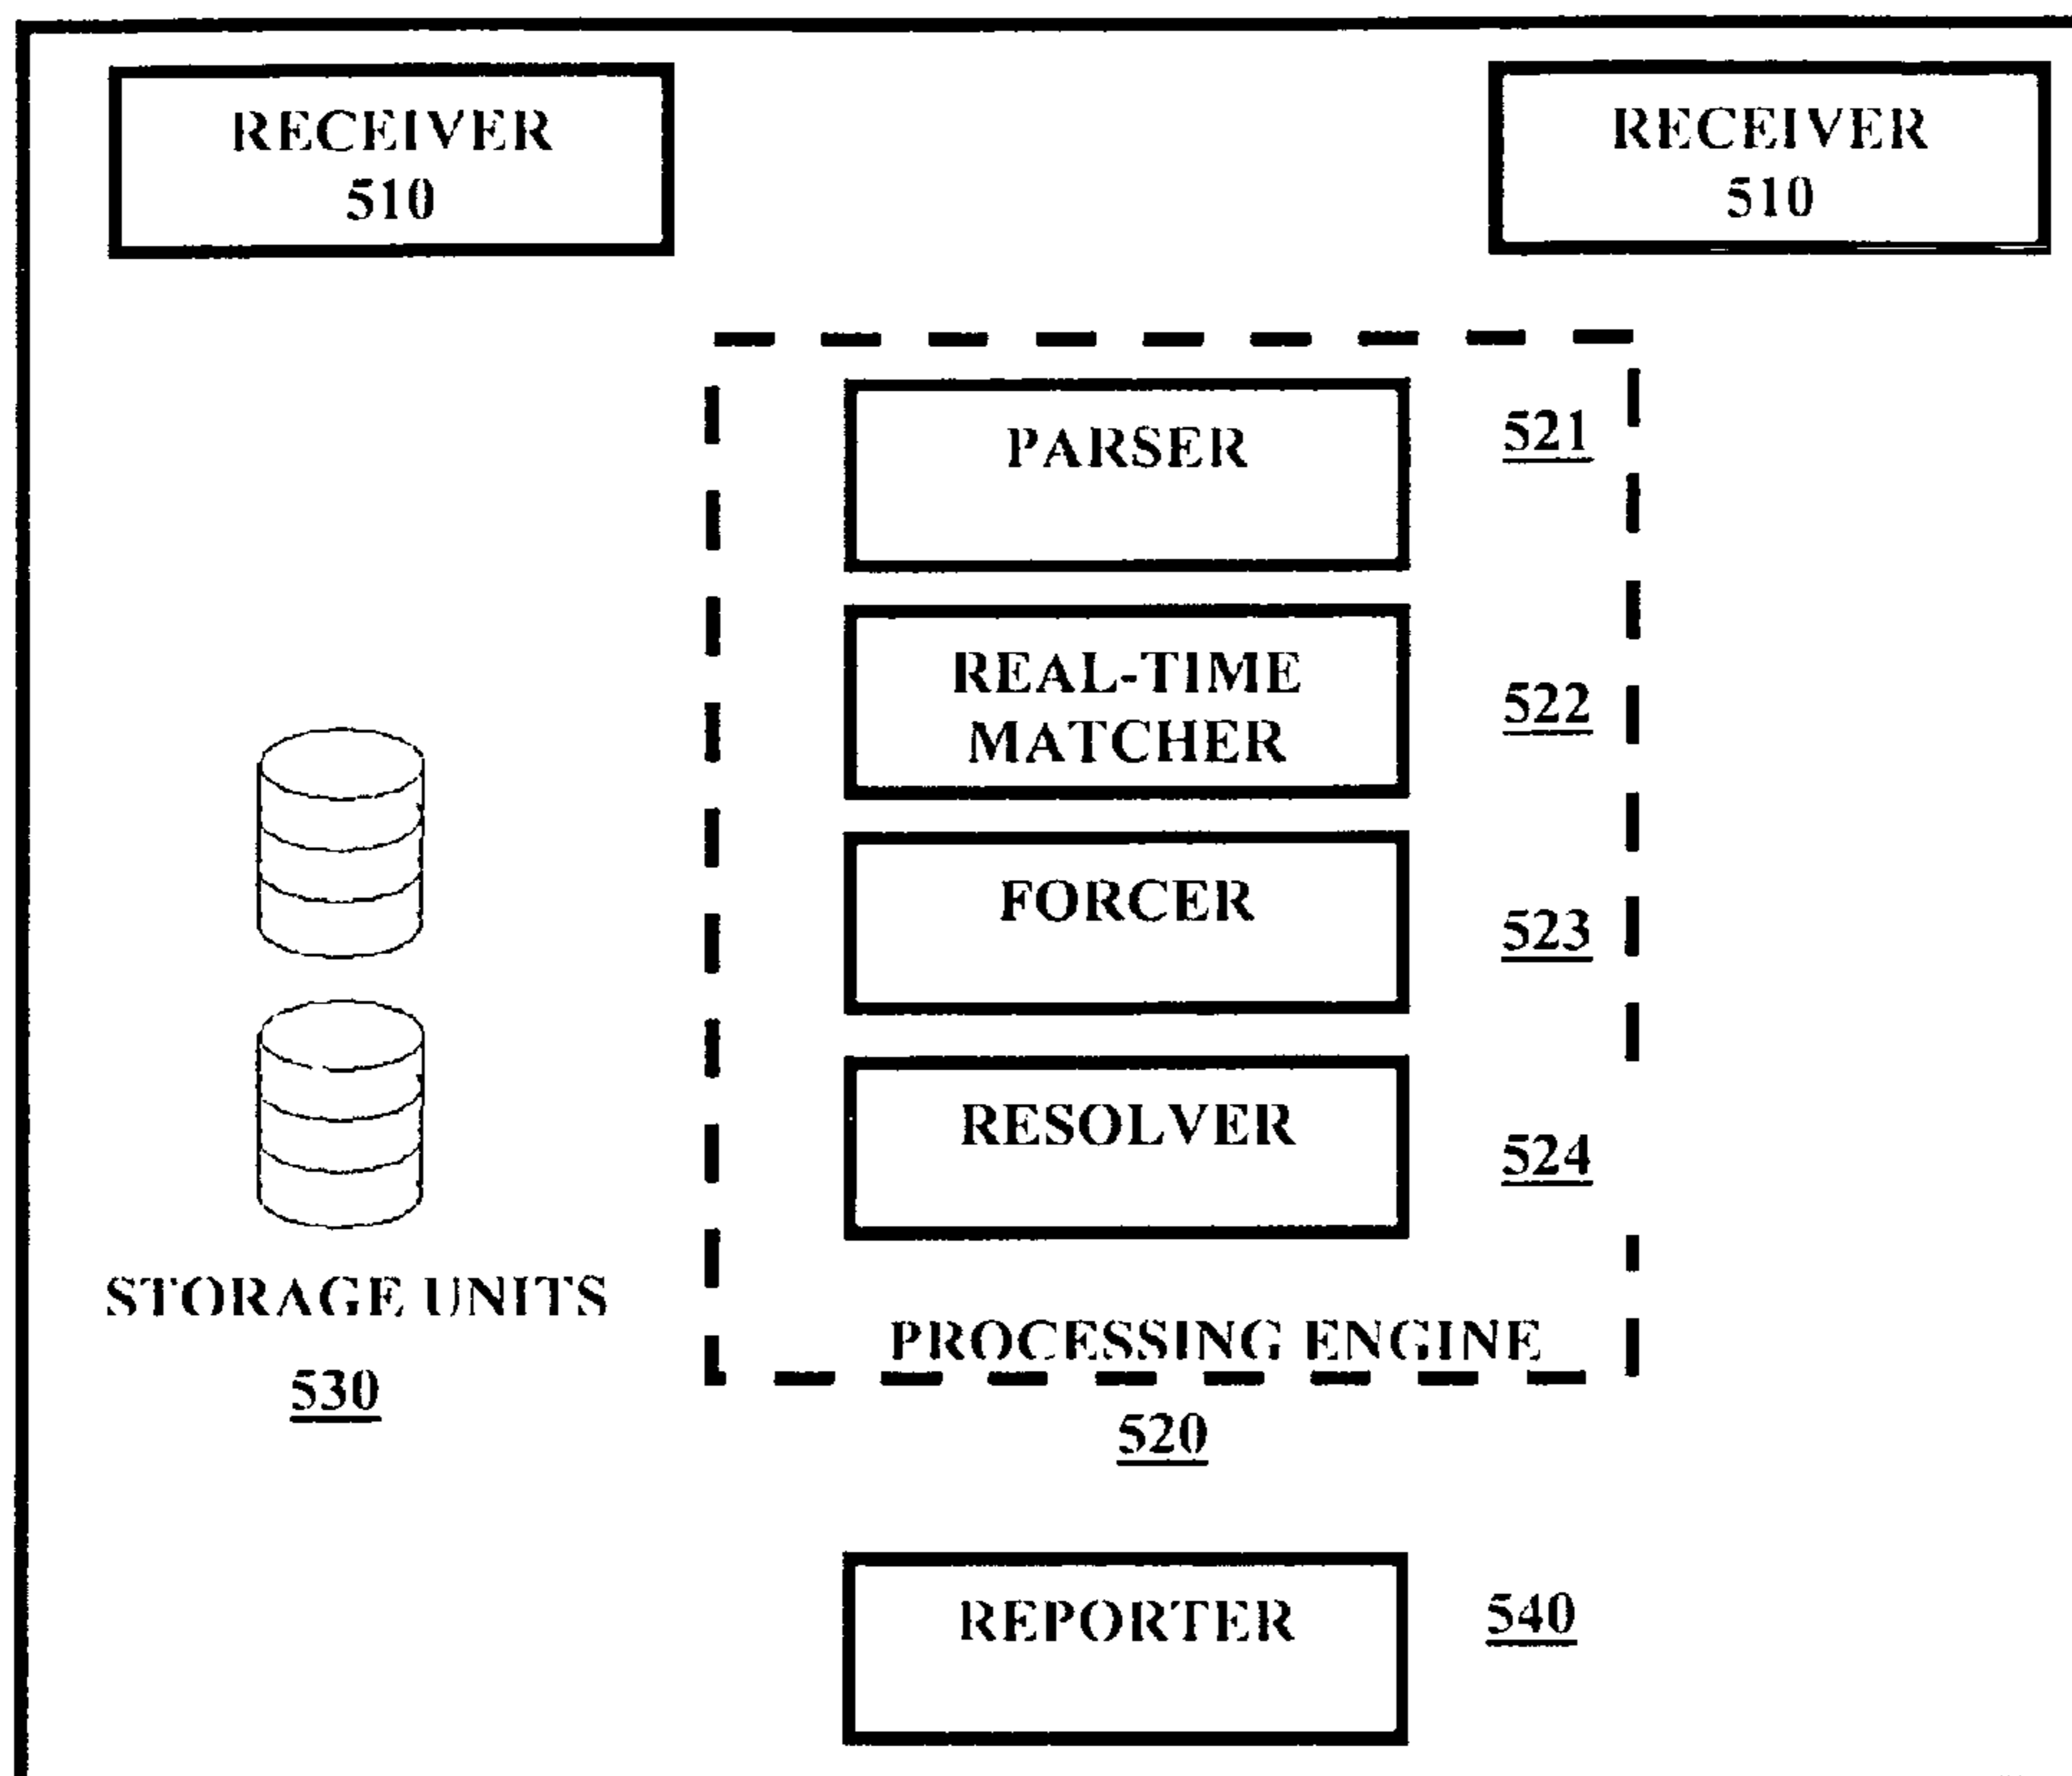 RECEIVER
510
RECEIVER
510
PARSER
521
REAL-TIME
MATCHER
522
FORCER
523
RESOLVER
524
STORAGE UNITS
530
PROCESSING ENGINE
520
REPORTER
540